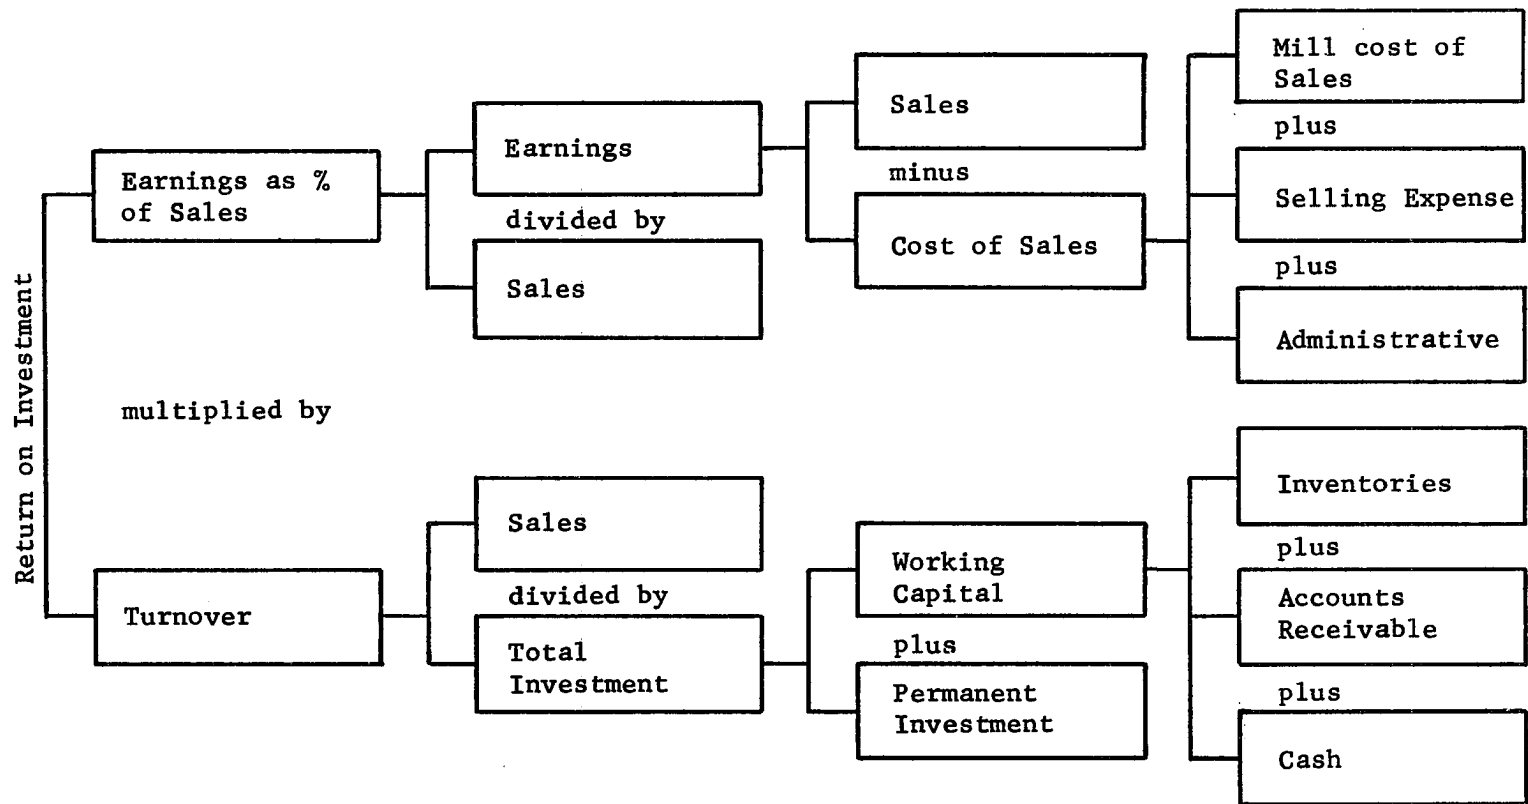 Return on Investment
Earnings as %
of Sales
multiplied by
Turnover
Earnings
divided by
Sales
Sales
divided by
Total
Investment
Sales
minus
Cost of Sales
Working
Capital
plus
Permanent
Investment
Mill cost of
Sales
plus
Selling Expense
plus
Administrative
Inventories
plus
Accounts
Receivable
plus
Cash